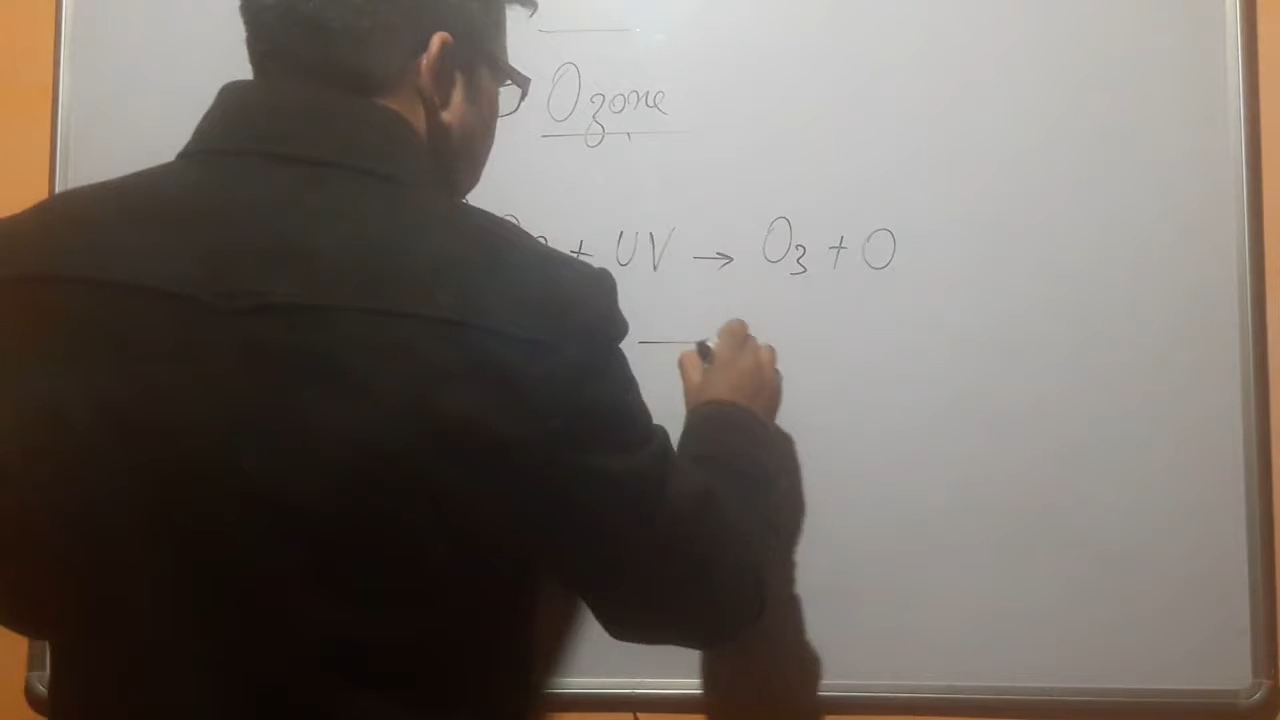 Ozone
+ UV → O3 + O